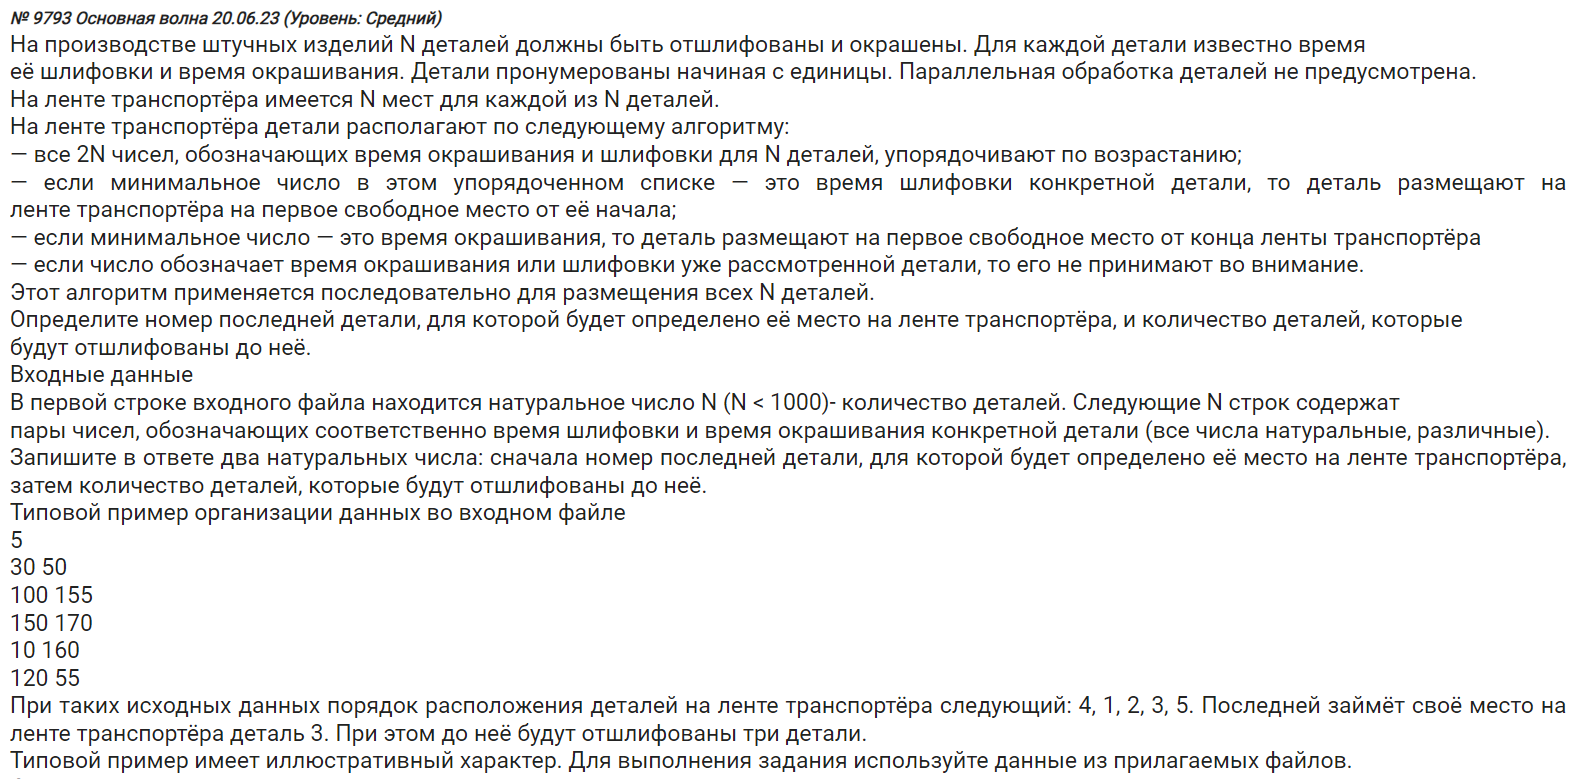 № 9793 Основная волна 20.06.23 (Уровень: Средний)
На производстве штучных изделий N деталей должны быть отшлифованы и окрашены. Для каждой детали известно время
её шлифовки и время окрашивания. Детали пронумерованы начиная с единицы. Параллельная обработка деталей не предусмотрена.
На ленте транспортёра имеется N мест для каждой из N деталей.
На ленте транспортёра детали располагают по следующему алгоритму:
— все 2N чисел, обозначающих время окрашивания и шлифовки для N деталей, упорядочивают по возрастанию;
— если минимальное число в этом упорядоченном списке — это время шлифовки конкретной детали, то деталь размещают на
ленте транспортёра на первое свободное место от её начала;
— если минимальное число — это время окрашивания, то деталь размещают на первое свободное место от конца ленты транспортёра
— если число обозначает время окрашивания или шлифовки уже рассмотренной детали, то его не принимают во внимание.
Этот алгоритм применяется последовательно для размещения всех N деталей.
Определите номер последней детали, для которой будет определено её место на ленте транспортёра, и количество деталей, которые
будут отшлифованы до неё.
Входные данные
В первой строке входного файла находится натуральное число N (N < 1000)- количество деталей. Следующие N строк содержат
пары чисел, обозначающих соответственно время шлифовки и время окрашивания конкретной детали (все числа натуральные, различные).
Запишите в ответе два натуральных числа: сначала номер последней детали, для которой будет определено её место на ленте транспортёра,
затем количество деталей, которые будут отшлифованы до неё.
Типовой пример организации данных во входном файле
5
30 50
100 155
150 170
10 160
120 55
При таких исходных данных порядок расположения деталей на ленте транспортёра следующий: 4, 1, 2, 3, 5. Последней займёт своё место на
ленте транспортёра деталь 3. При этом до неё будут отшлифованы три детали.
Типовой пример имеет иллюстративный характер. Для выполнения задания используйте данные из прилагаемых файлов.